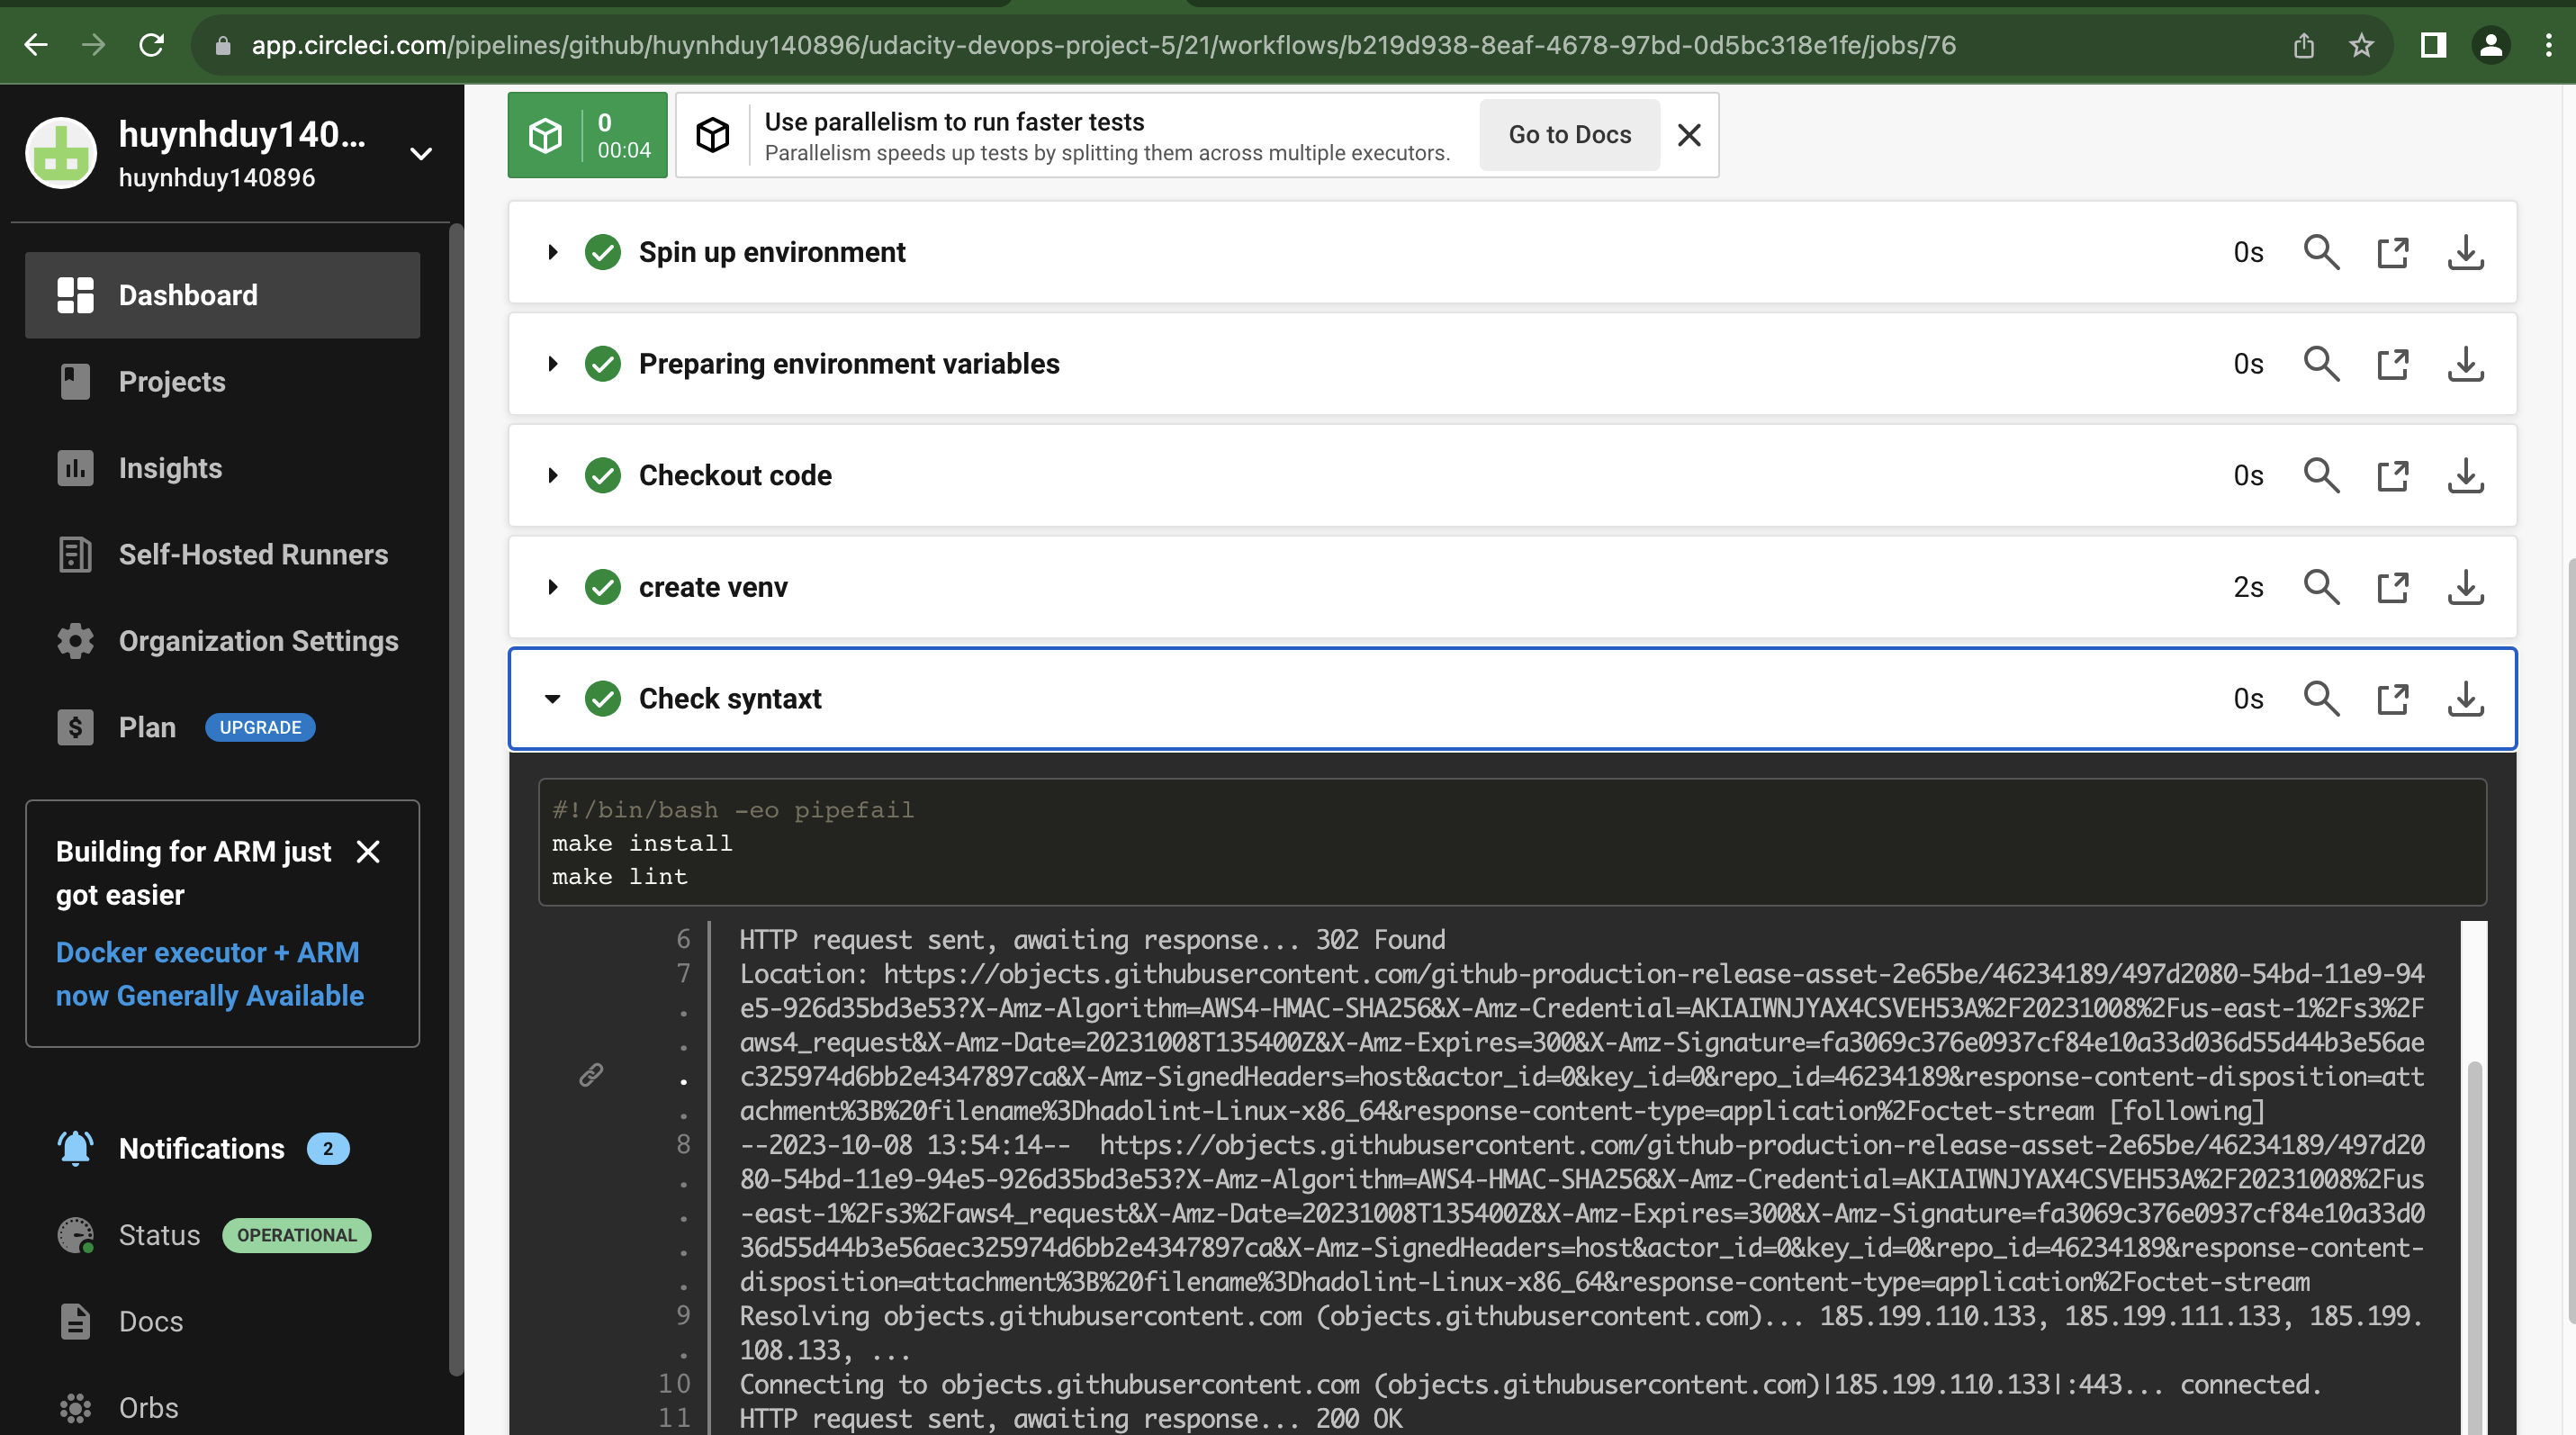 app.circleci.com/pipelines/github/huynhduy140896/udacity-devops-project-5/21/workflows/b219d938-8eaf-4678-97bd-0d5bc318e1fe/jobs/76
huynhduy140...
huynhduy140896
Dashboard
Projects
Insights
Self-Hosted Runners
Organization Settings
Plan UPGRADE
Building for ARM just
got easier
Docker executor + ARM
now Generally Available
Notifications 2
Status OPERATIONAL
Docs
Orbs
0
00:04
Use parallelism to run faster tests
Parallelism speeds up tests by splitting them across multiple executors.
Go to Docs
Spin up environment 0s
Preparing environment variables 0s
Checkout code 0s
create venv 2s
Check syntaxt 0s
#!/bin/bash -eo pipefail
make install
make lint
6 HTTP request sent, awaiting response... 302 Found
7 Location: https://objects.githubusercontent.com/github-production-release-asset-2e65be/46234189/497d2080-54bd-11e9-94
. e5-926d35bd3e53?X-Amz-Algorithm=AWS4-HMAC-SHA256&X-Amz-Credential=AKIAIWNJYAX4CSVEH53A%2F20231008%2Fus-east-1%2Fs3%2F
. aws4_request&X-Amz-Date=20231008T135400Z&X-Amz-Expires=300&X-Amz-Signature=fa3069c376e0937cf84e10a33d036d55d44b3e56ae
. c325974d6bb2e4347897ca&X-Amz-SignedHeaders=host&actor_id=0&key_id=0&repo_id=46234189&response-content-disposition=att
. achment%3B%20filename%3Dhadolint-Linux-x86_64&response-content-type=application%2Foctet-stream [following]
8 --2023-10-08 13:54:14--  https://objects.githubusercontent.com/github-production-release-asset-2e65be/46234189/497d20
. 80-54bd-11e9-94e5-926d35bd3e53?X-Amz-Algorithm=AWS4-HMAC-SHA256&X-Amz-Credential=AKIAIWNJYAX4CSVEH53A%2F20231008%2Fus
. -east-1%2Fs3%2Faws4_request&X-Amz-Date=20231008T135400Z&X-Amz-Expires=300&X-Amz-Signature=fa3069c376e0937cf84e10a33d0
. 36d55d44b3e56aec325974d6bb2e4347897ca&X-Amz-SignedHeaders=host&actor_id=0&key_id=0&repo_id=46234189&response-content-
. disposition=attachment%3B%20filename%3Dhadolint-Linux-x86_64&response-content-type=application%2Foctet-stream
9 Resolving objects.githubusercontent.com (objects.githubusercontent.com)... 185.199.110.133, 185.199.111.133, 185.199.
. 108.133, ...
10 Connecting to objects.githubusercontent.com (objects.githubusercontent.com)|185.199.110.133|:443... connected.
11 HTTP request sent, awaiting response... 200 OK